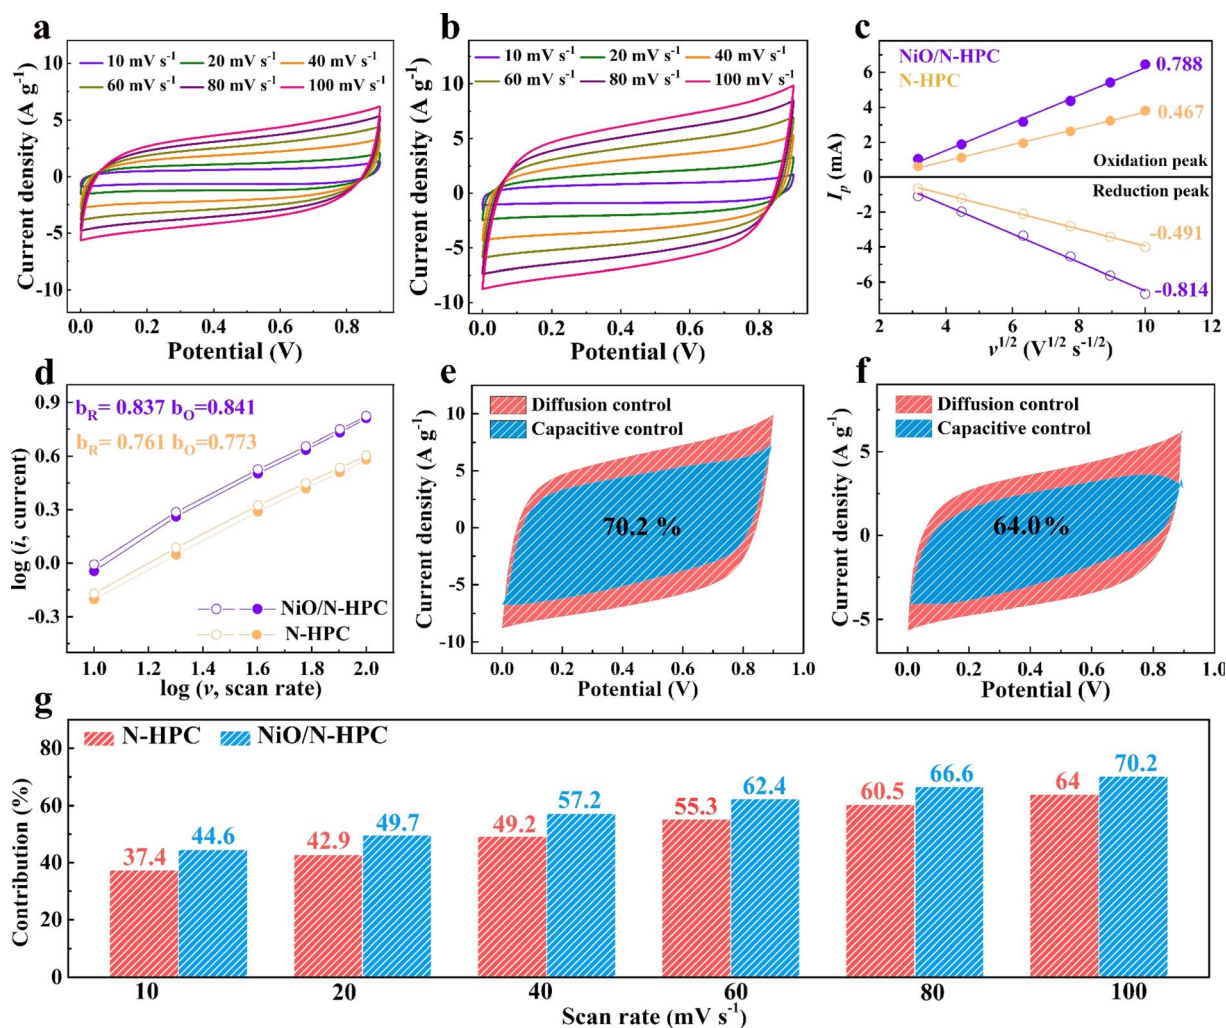 a
10 mV s⁻¹ 20 mV s⁻¹ 40 mV s⁻¹
60 mV s⁻¹ 80 mV s⁻¹ 100 mV s⁻¹
Current density (A g⁻¹)
10
5
0
-5
-10
0.0 0.2 0.4 0.6 0.8
Potential (V)
b
10 mV s⁻¹ 20 mV s⁻¹ 40 mV s⁻¹
60 mV s⁻¹ 80 mV s⁻¹ 100 mV s⁻¹
Current density (A g⁻¹)
10
5
0
-5
-10
0.0 0.2 0.4 0.6 0.8
Potential (V)
c
NiO/N-HPC
N-HPC
0.788
0.467
Oxidation peak
Reduction peak
-0.491
-0.814
Iₚ (mA)
6
4
2
0
-2
-4
-6
2 4 6 8 10 12
v¹/² (V¹/² s⁻¹/²)
d
b_R= 0.837 b_O=0.841
b_R= 0.761 b_O=0.773
NiO/N-HPC
N-HPC
log (i, current)
0.9
0.6
0.3
0.0
-0.3
1.0 1.2 1.4 1.6 1.8 2.0
log (v, scan rate)
e
Diffusion control
Capacitive control
70.2 %
Current density (A g⁻¹)
10
5
0
-5
-10
0.0 0.2 0.4 0.6 0.8 1.0
Potential (V)
f
Diffusion control
Capacitive control
64.0 %
Current density (A g⁻¹)
10
5
0
-5
0.0 0.2 0.4 0.6 0.8 1.0
Potential (V)
g
N-HPC NiO/N-HPC
Contribution (%)
80
60
40
20
0
37.4 44.6 42.9 49.7 49.2 57.2 55.3 62.4 60.5 66.6 64 70.2
10 20 40 60 80 100
Scan rate (mV s⁻¹)